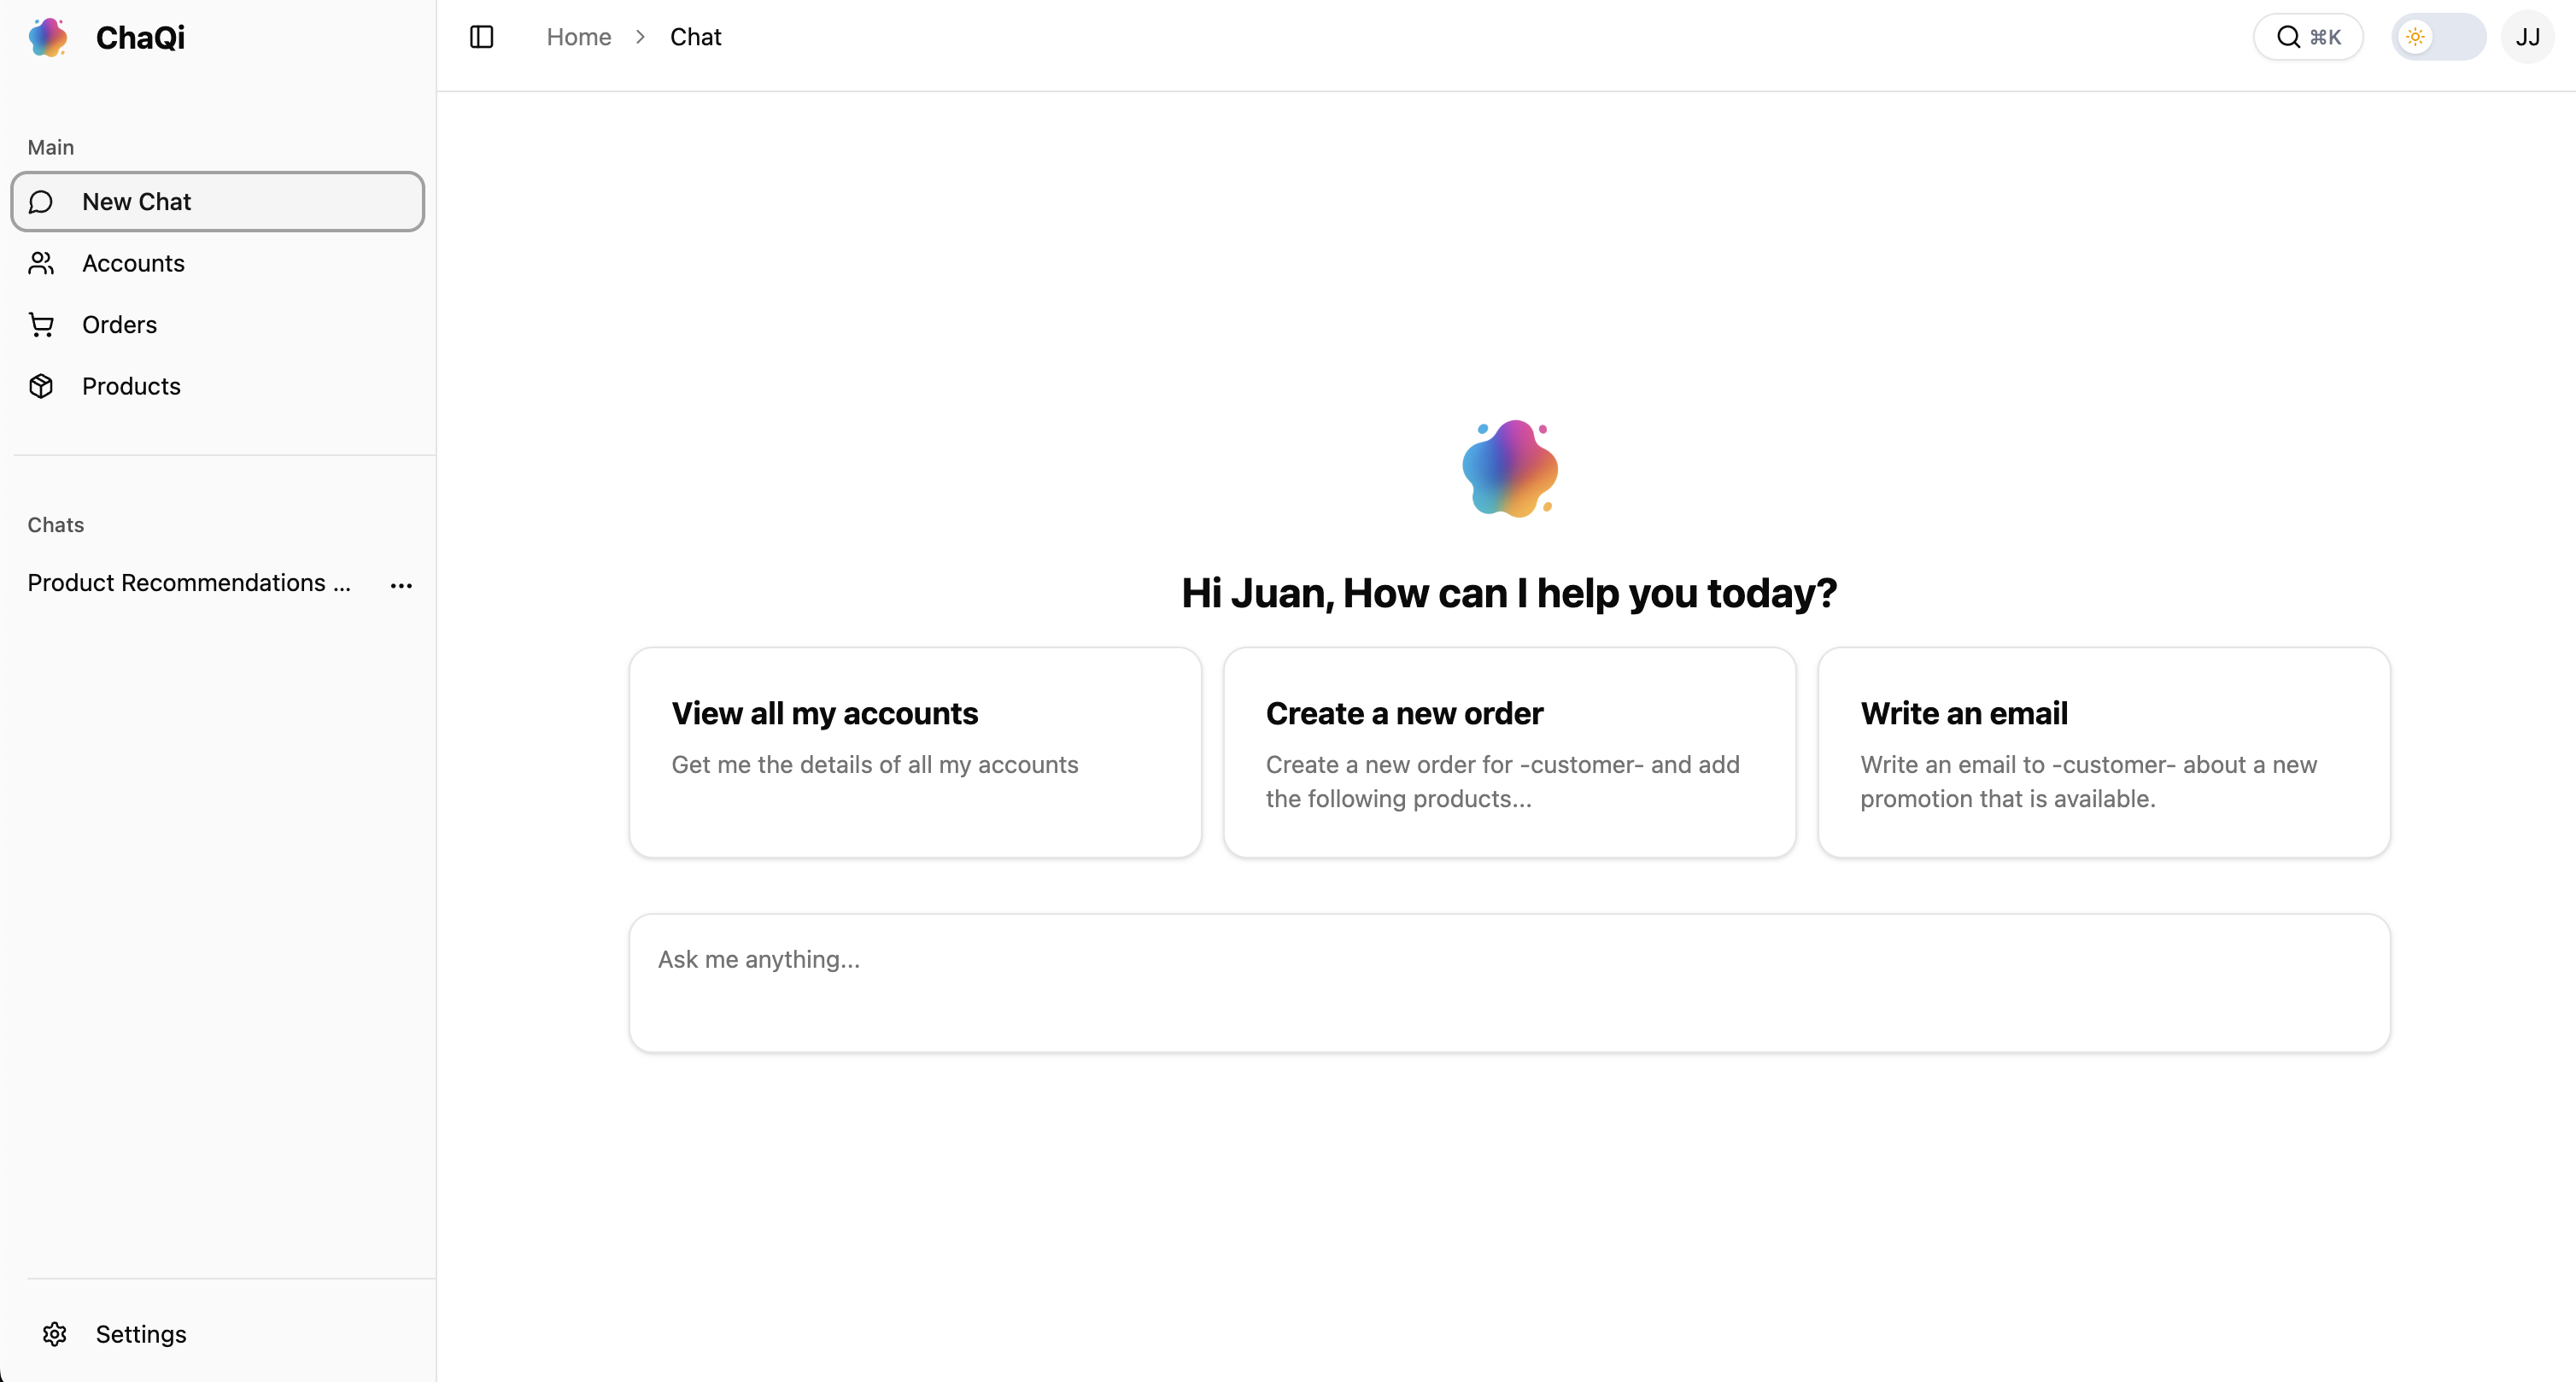 ChaQi
Home > Chat
⌘K
JJ
Main
New Chat
Accounts
Orders
Products
Chats
Product Recommendations ...
Settings
Hi Juan, How can I help you today?
View all my accounts
Get me the details of all my accounts
Create a new order
Create a new order for -customer- and add
the following products...
Write an email
Write an email to -customer- about a new
promotion that is available.
Ask me anything...